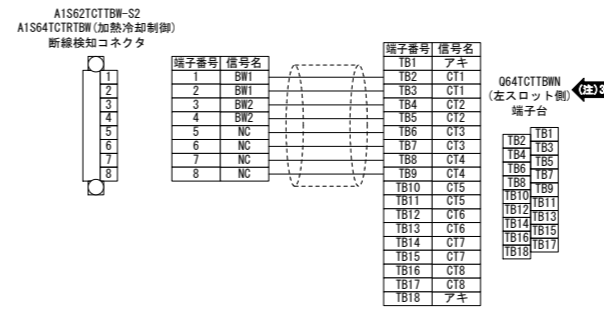 A1S62TCTTBW-S2
A1S64TCTRTBW(加熱冷却制御)
断線検知コネクタ
1
2
3
4
5
6
7
8
端子番号 信号名
1 BW1
2 BW1
3 BW2
4 BW2
5 NC
6 NC
7 NC
8 NC
端子番号 信号名
TB1 アキ
TB2 CT1
TB3 CT1
TB4 CT2
TB5 CT2
TB6 CT3
TB7 CT3
TB8 CT4
TB9 CT4
TB10 CT5
TB11 CT5
TB12 CT6
TB13 CT6
TB14 CT7
TB15 CT7
TB16 CT8
TB17 CT8
TB18 アキ
Q64TCTTBWN
(左スロット側) (注)3
端子台
TB1
TB2
TB3
TB4
TB5
TB6
TB7
TB8
TB9
TB10
TB11
TB12
TB13
TB14
TB15
TB16
TB17
TB18